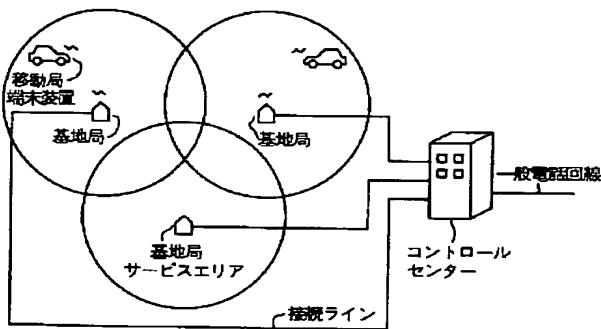 移動局
端末装置
基地局
基地局
一般電話回線
基地局
サービスエリア
コントロール
センター
接続ライン